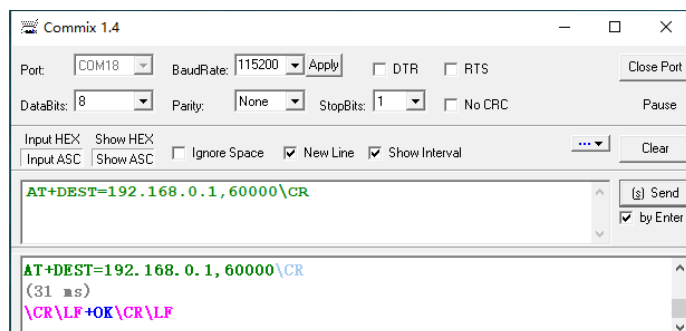 Commix 1.4
Port: COM18 BaudRate: 115200 Apply DTR RTS Close Port
DataBits: 8 Parity: None StopBits: 1 No CRC Pause
Input HEX Show HEX
Input ASC Show ASC Ignore Space New Line Show Interval ... Clear
AT+DEST=192.168.0.1,60000\CR
(s) Send
by Enter
AT+DEST=192.168.0.1,60000\CR
(31 ms)
\CR\LF+OK\CR\LF